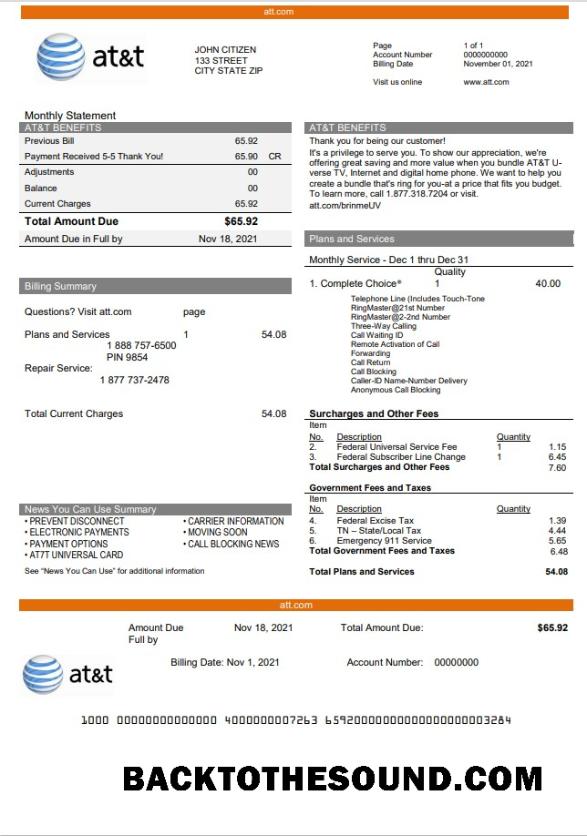 att.com
at&t
JOHN CITIZEN
133 STREET
CITY STATE ZIP
Page 1 of 1
Account Number 0000000000
Billing Date November 01, 2021
Visit us online www.att.com
Monthly Statement
AT&T BENEFITS
Previous Bill 65.92
Payment Received 5-5 Thank You! 65.90 CR
Adjustments 00
Balance 00
Current Charges 65.92
Total Amount Due $65.92
Amount Due in Full by Nov 18, 2021
Billing Summary
Questions? Visit att.com page
Plans and Services 1 54.08
1 888 757-6500
PIN 9854
Repair Service:
1 877 737-2478
Total Current Charges 54.08
News You Can Use Summary
• PREVENT DISCONNECT • CARRIER INFORMATION
• ELECTRONIC PAYMENTS • MOVING SOON
• PAYMENT OPTIONS • CALL BLOCKING NEWS
• AT7T UNIVERSAL CARD
See "News You Can Use" for additional information
AT&T BENEFITS
Thank you for being our customer!
It's a privilege to serve you. To show our appreciation, we're
offering great saving and more value when you bundle AT&T U-
verse TV, Internet and digital home phone. We want to help you
create a bundle that's ring for you-at a price that fits you budget.
To learn more, call 1.877.318.7204 or visit.
att.com/brinmeUV
Plans and Services
Monthly Service - Dec 1 thru Dec 31
Quality
1. Complete Choice® 1 40.00
Telephone Line (Includes Touch-Tone
RingMaster@21st Number
RingMaster@2-2nd Number
Three-Way Calling
Call Waiting ID
Remote Activation of Call
Forwarding
Call Return
Call Blocking
Caller-ID Name-Number Delivery
Anonymous Call Blocking
Surcharges and Other Fees
Item
No. Description Quantity
2. Federal Universal Service Fee 1 1.15
3. Federal Subscriber Line Change 1 6.45
Total Surcharges and Other Fees 7.60
Government Fees and Taxes
Item
No. Description Quantity
4. Federal Excise Tax 1.39
5. TN – State/Local Tax 4.44
6. Emergency 911 Service 5.65
Total Government Fees and Taxes 6.48
Total Plans and Services 54.08
att.com
Amount Due Nov 18, 2021 Total Amount Due: $65.92
Full by
Billing Date: Nov 1, 2021 Account Number: 00000000
at&t
BACKTOTHESOUND.COM